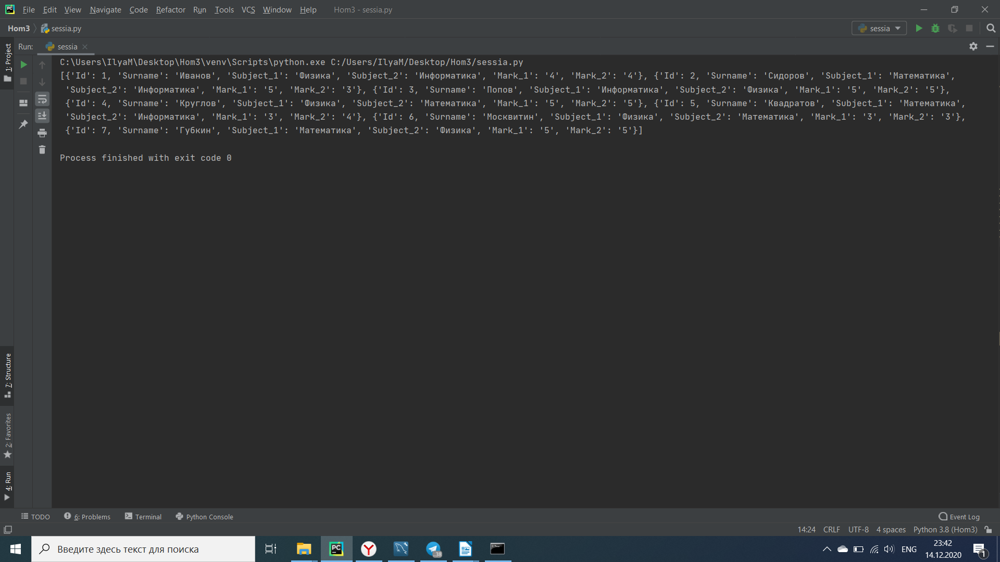 File Edit View Navigate Code Refactor Run Tools VCS Window Help Hom3 - sessia.py
Hom3 sessia.py sessia
Run: sessia
1: Project
C:\Users\IlyaM\Desktop\Hom3\venv\Scripts\python.exe C:/Users/IlyaM/Desktop/Hom3/sessia.py
[{'Id': 1, 'Surname': 'Иванов', 'Subject_1': 'Физика', 'Subject_2': 'Информатика', 'Mark_1': '4', 'Mark_2': '4'}, {'Id': 2, 'Surname': 'Сидоров', 'Subject_1': 'Математика',
'Subject_2': 'Информатика', 'Mark_1': '5', 'Mark_2': '3'}, {'Id': 3, 'Surname': 'Попов', 'Subject_1': 'Информатика', 'Subject_2': 'Физика', 'Mark_1': '5', 'Mark_2': '5'},
{'Id': 4, 'Surname': 'Круглов', 'Subject_1': 'Физика', 'Subject_2': 'Математика', 'Mark_1': '5', 'Mark_2': '5'}, {'Id': 5, 'Surname': 'Квадратов', 'Subject_1': 'Математика',
'Subject_2': 'Информатика', 'Mark_1': '3', 'Mark_2': '4'}, {'Id': 6, 'Surname': 'Москвитин', 'Subject_1': 'Физика', 'Subject_2': 'Математика', 'Mark_1': '3', 'Mark_2': '3'},
{'Id': 7, 'Surname': 'Губкин', 'Subject_1': 'Математика', 'Subject_2': 'Физика', 'Mark_1': '5', 'Mark_2': '5'}]
Process finished with exit code 0
7: Structure
2: Favorites
4: Run
TODO 6: Problems Terminal Python Console Event Log
14:24 CRLF UTF-8 4 spaces Python 3.8 (Hom3)
Введите здесь текст для поиска
PC
..38
ENG
23:42
14.12.2020
1